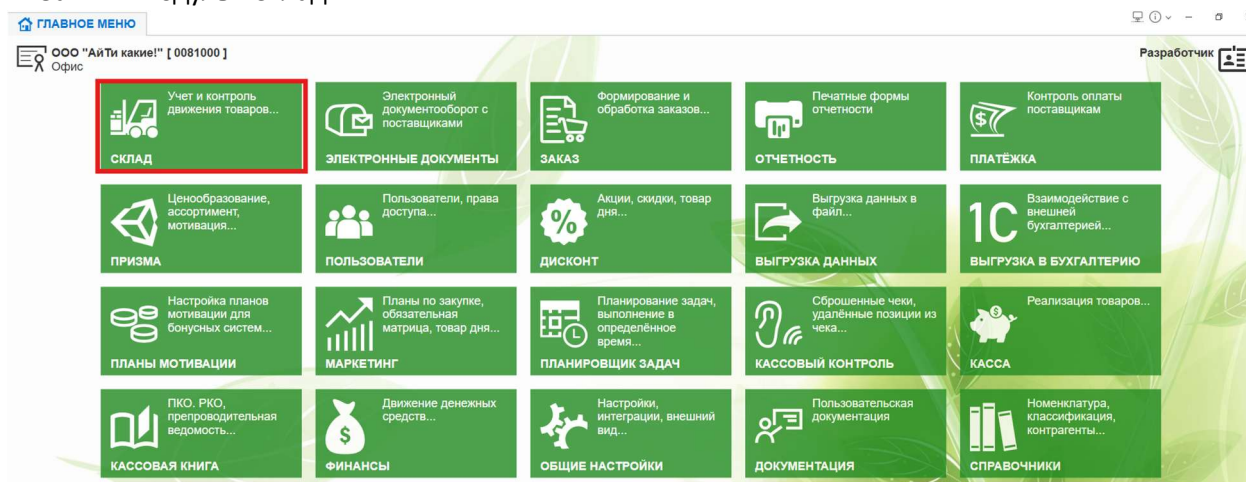 ГЛАВНОЕ МЕНЮ
ООО "АйТи какие!" [ 0081000 ]
Офис
Разработчик
Учет и контроль
движения товаров...
СКЛАД
Электронный
документооборот с
поставщиками
ЭЛЕКТРОННЫЕ ДОКУМЕНТЫ
Формирование и
обработка заказов...
ЗАКАЗ
Печатные формы
отчетности
ОТЧЕТНОСТЬ
Контроль оплаты
поставщикам
ПЛАТЁЖКА
Ценообразование,
ассортимент,
мотивация...
ПРИЗМА
Пользователи, права
доступа...
ПОЛЬЗОВАТЕЛИ
Акции, скидки, товар
дня...
ДИСКОНТ
Выгрузка данных в
файл...
ВЫГРУЗКА ДАННЫХ
1С
Взаимодействие с
внешней
бухгалтерией...
ВЫГРУЗКА В БУХГАЛТЕРИЮ
Настройка планов
мотивации для
бонусных систем...
ПЛАНЫ МОТИВАЦИИ
Планы по закупке,
обязательная
матрица, товар дня...
МАРКЕТИНГ
Планирование задач,
выполнение в
определённое
время...
ПЛАНИРОВЩИК ЗАДАЧ
Сброшенные чеки,
удалённые позиции из
чека...
КАССОВЫЙ КОНТРОЛЬ
Реализация товаров...
КАССА
ПКО. РКО,
препроводительная
ведомость...
КАССОВАЯ КНИГА
Движение денежных
средств...
ФИНАНСЫ
Настройки,
интеграции, внешний
вид...
ОБЩИЕ НАСТРОЙКИ
Пользовательская
документация
ДОКУМЕНТАЦИЯ
Номенклатура,
классификация,
контрагенты...
СПРАВОЧНИКИ